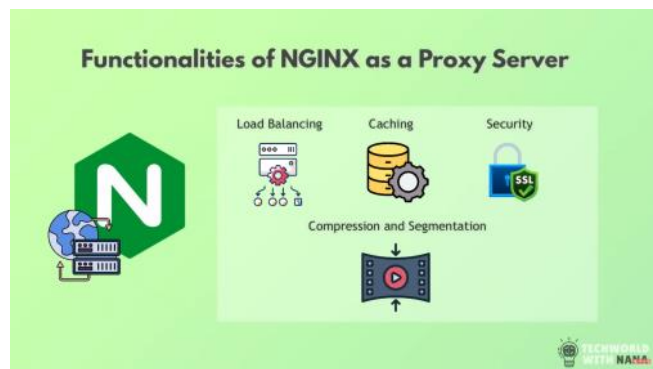 Functionalities of NGINX as a Proxy Server
Load Balancing
Caching
Security
N
SSL
Compression and Segmentation
TECHWORLD
WITH NANA